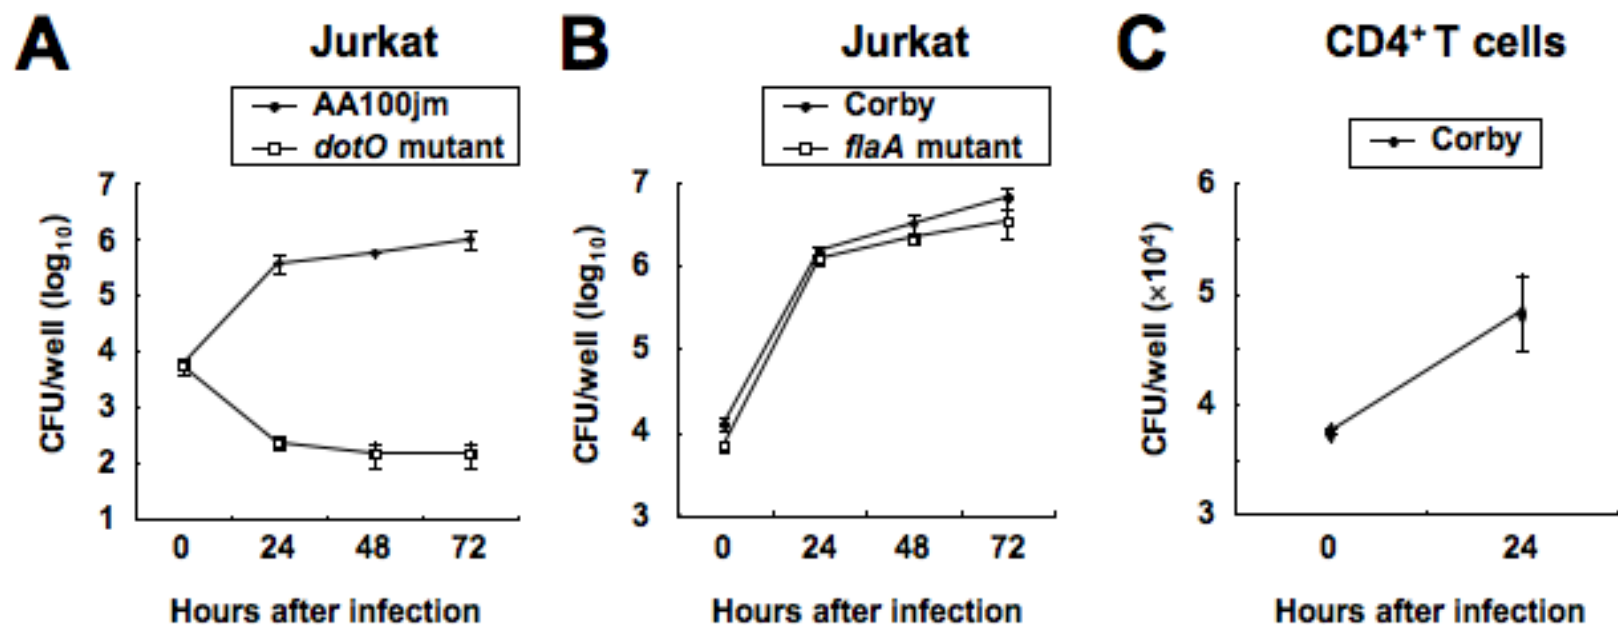 A
Jurkat
AA100jm
dotO mutant
7
6
5
4
3
2
1
CFU/well (log10)
0 24 48 72
Hours after infection
B
Jurkat
Corby
flaA mutant
7
6
5
4
3
CFU/well (log10)
0 24 48 72
Hours after infection
C
CD4+ T cells
Corby
6
5
4
3
CFU/well (×10⁴)
0 24
Hours after infection